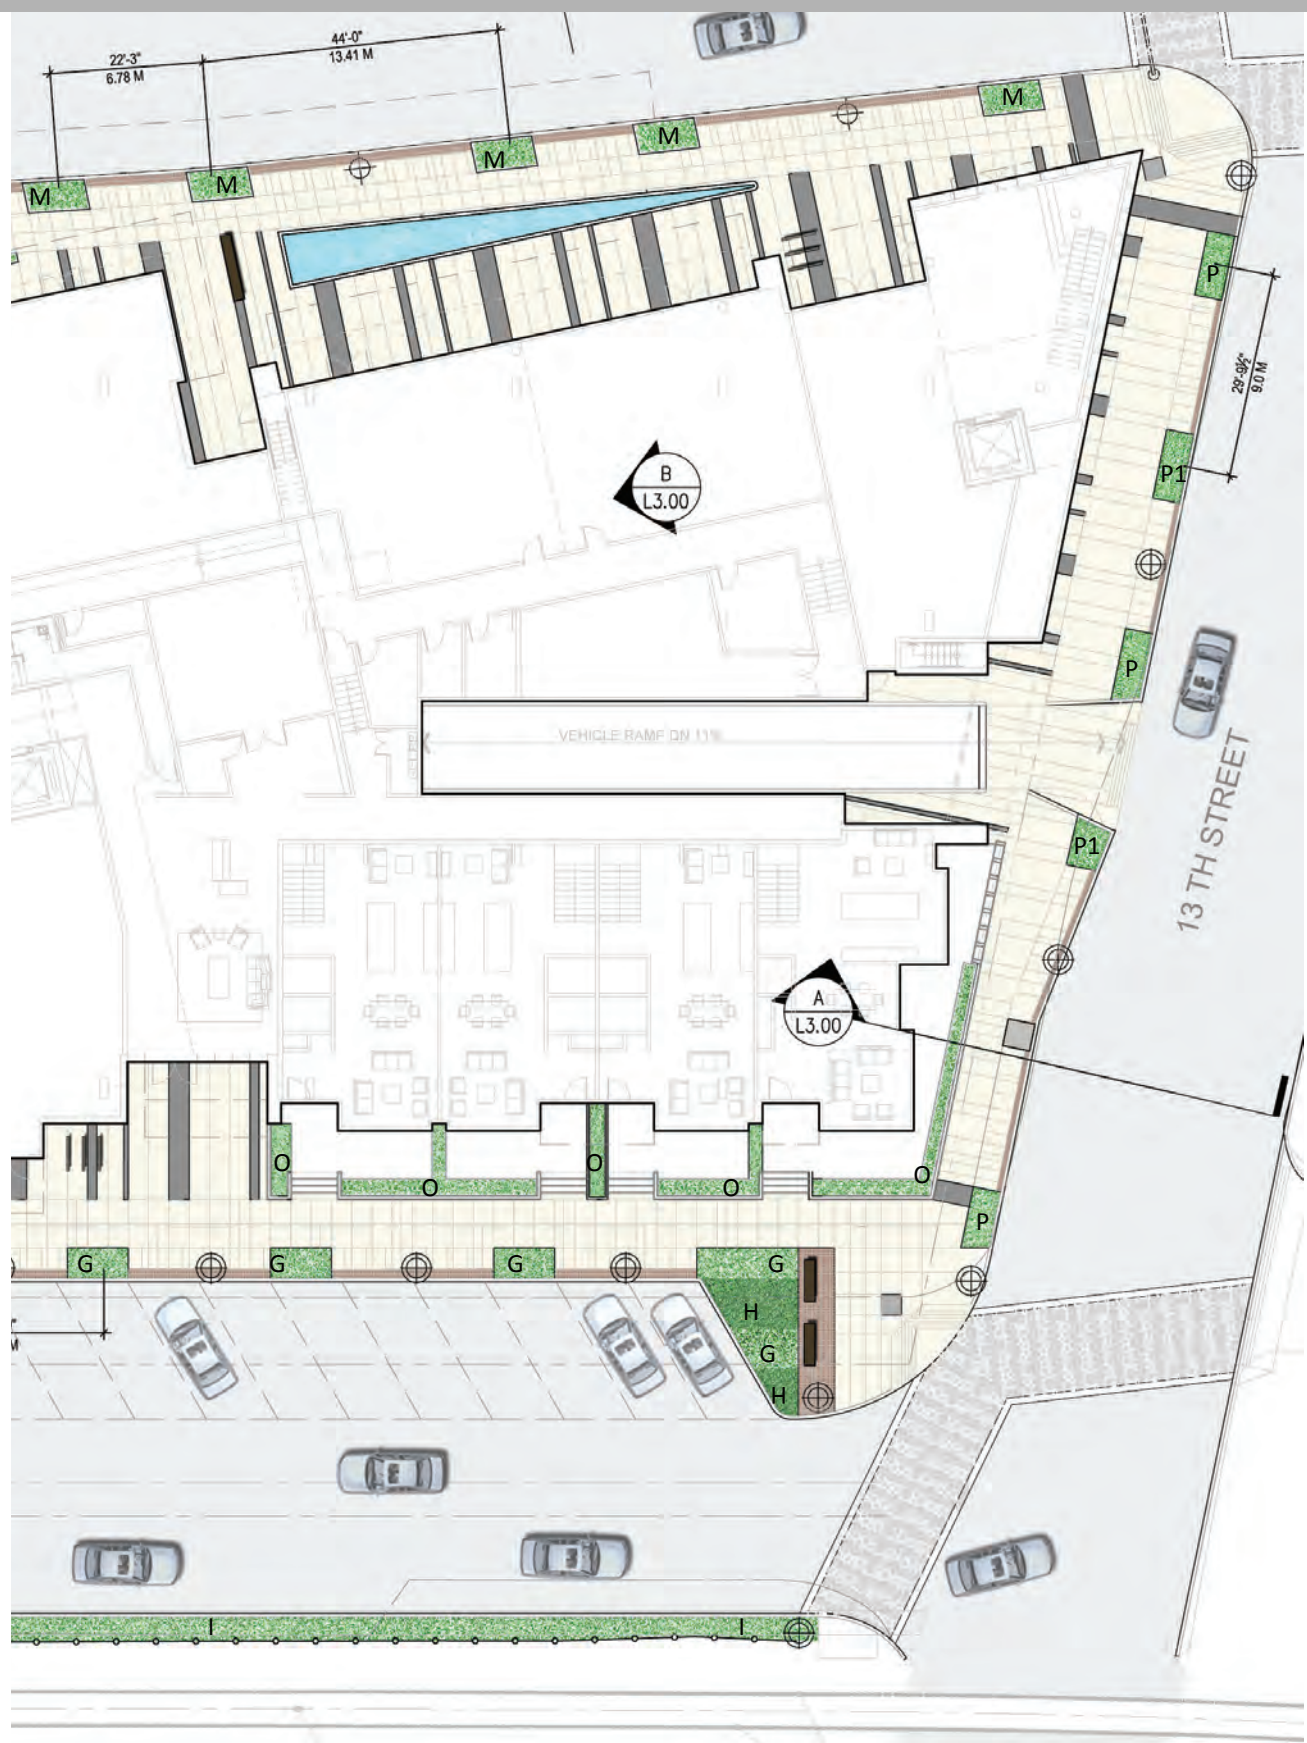 44'-0"
13.41 M
22'-3"
6.78 M
M
M
M
M
M
P
29'-9½"
9.0 M
B
L3.00
P1
P
VEHICLE RAMP DN 11%
13 TH STREET
P1
A
L3.00
O
O
O
O
O
P
G
G
G
G
H
G
H
"
M
I
I